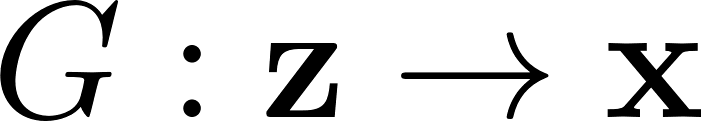 G : z → x